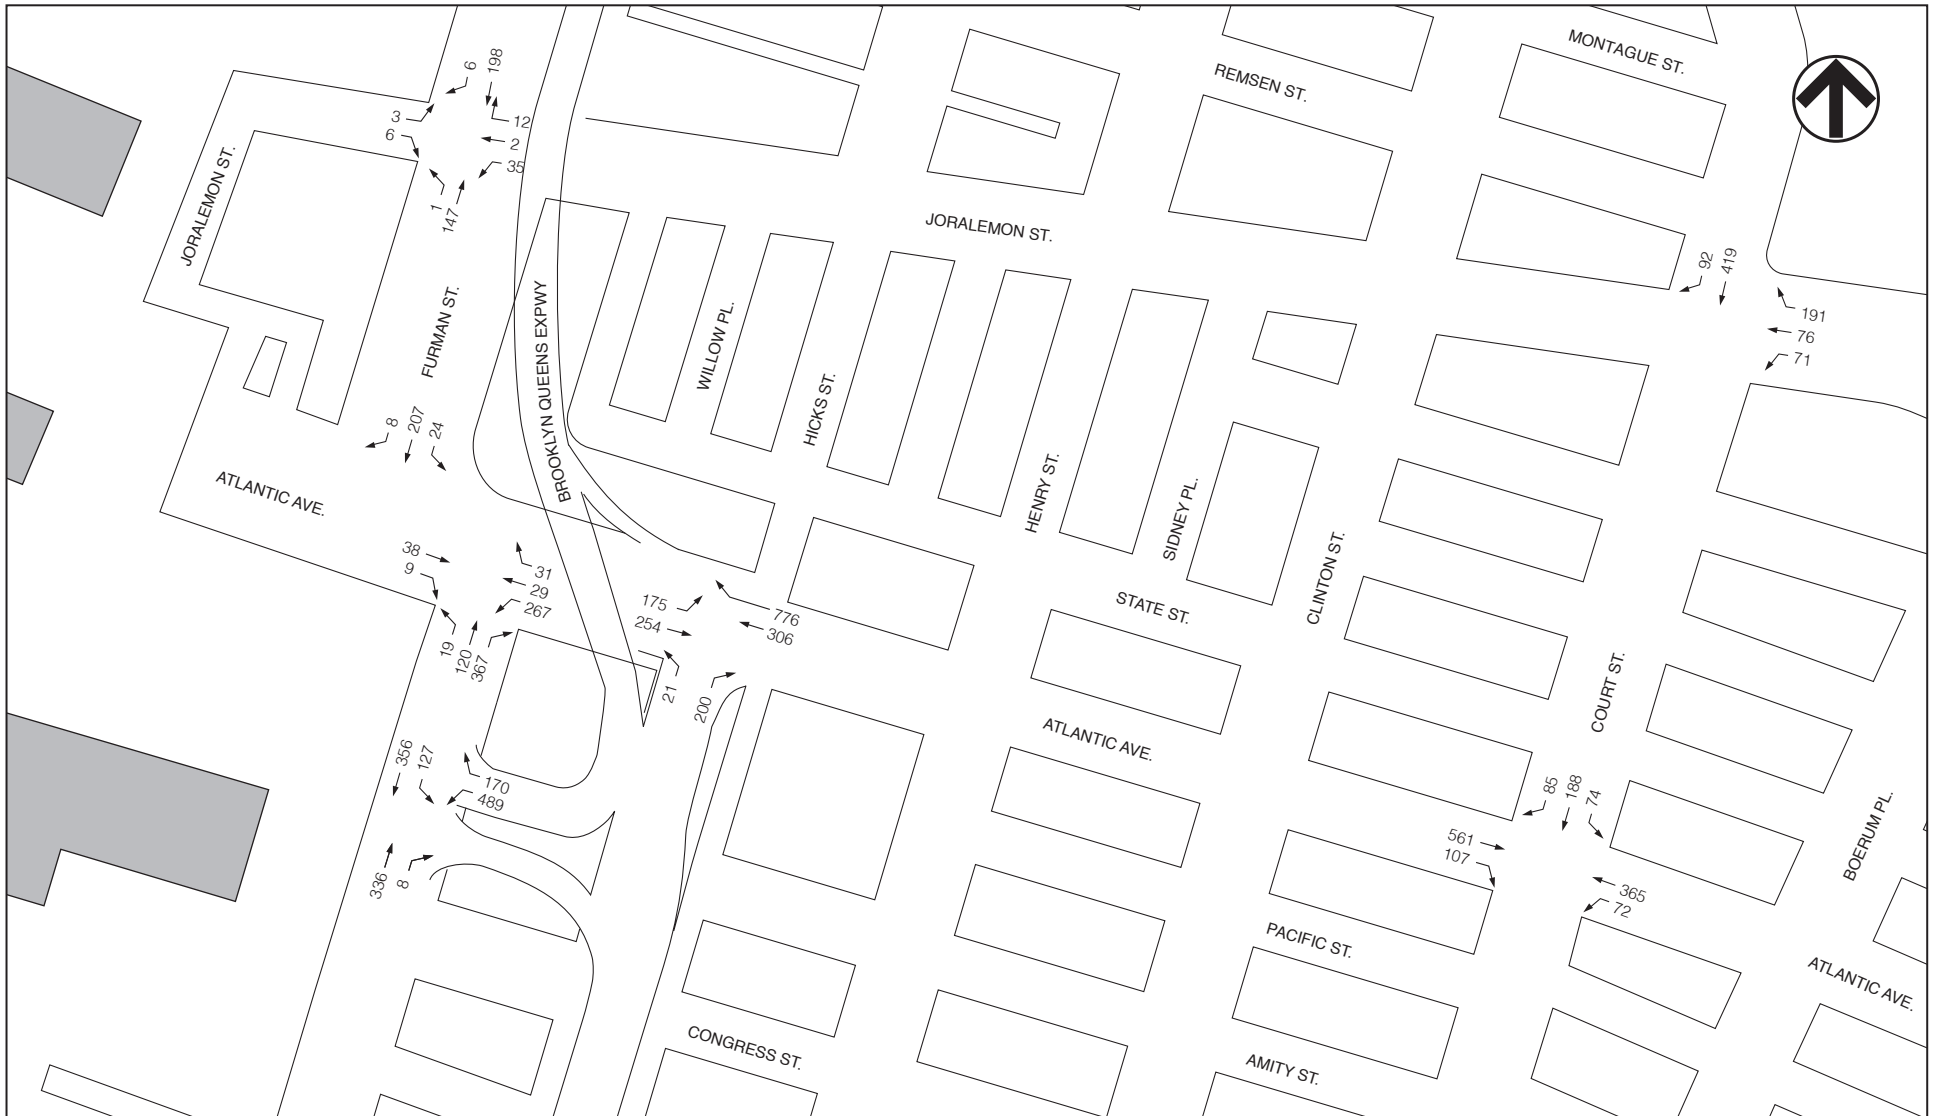 MONTAGUE ST.
REMSEN ST.
6
198
3
12
6
2
35
1
147
JORALEMON ST.
JORALEMON ST.
92
419
191
76
71
FURMAN ST.
BROOKLYN QUEENS EXPWY
WILLOW PL.
HICKS ST.
8
207
24
ATLANTIC AVE.
HENRY ST.
SIDNEY PL.
CLINTON ST.
38
9
31
29
267
19
120
367
175
254
776
306
STATE ST.
21
200
COURT ST.
ATLANTIC AVE.
356
127
170
489
85
188
74
561
107
BOERUM PL.
336
8
365
72
PACIFIC ST.
ATLANTIC AVE.
CONGRESS ST.
AMITY ST.